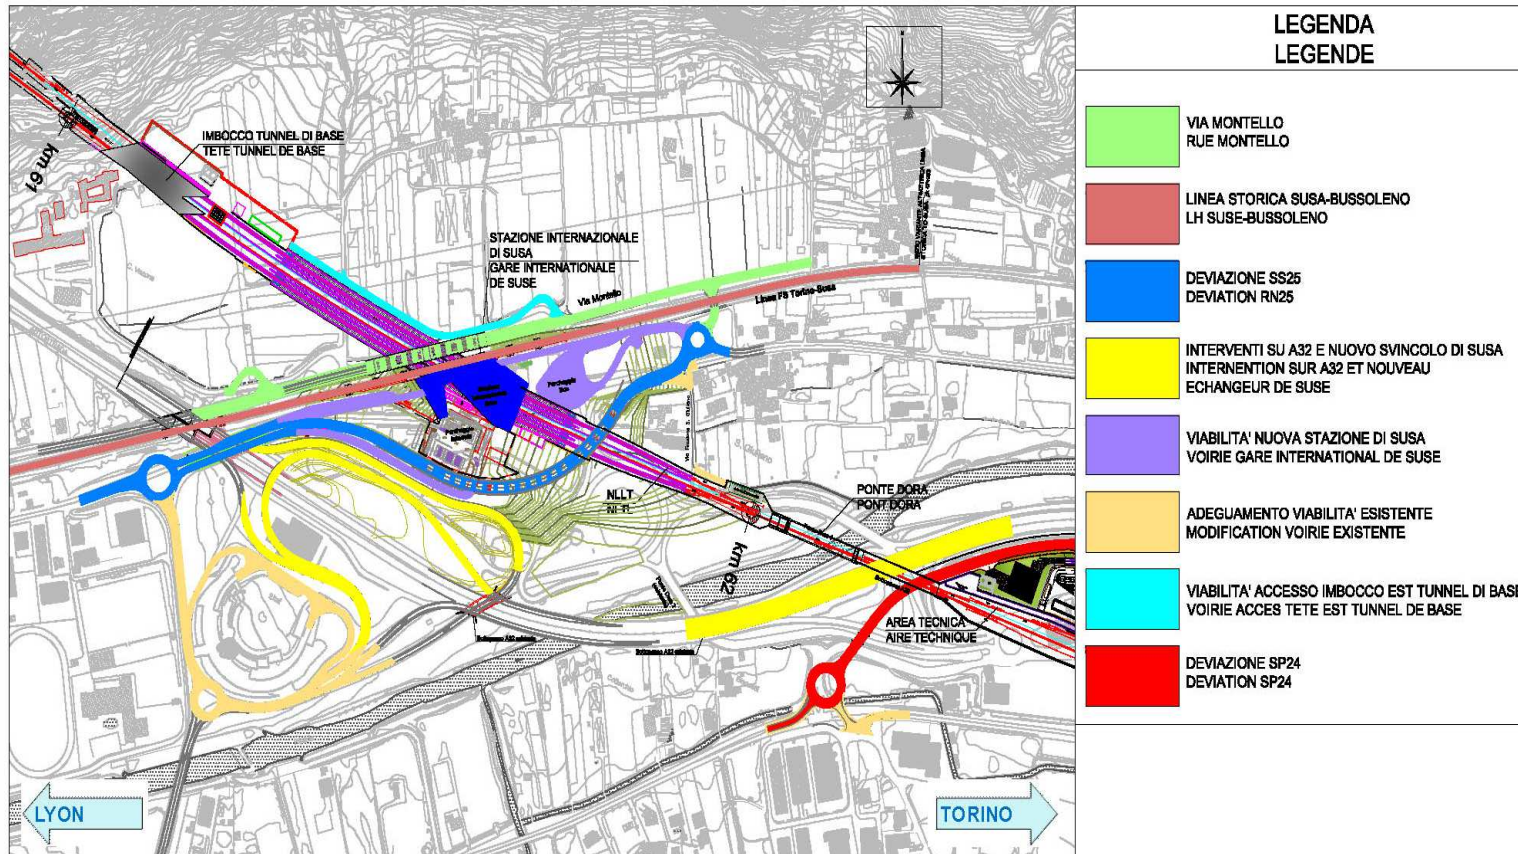 LEGENDA
LEGENDE
VIA MONTELLO
RUE MONTELLO
LINEA STORICA SUSA-BUSSOLENO
LH SUSE-BUSSOLENO
DEVIAZIONE SS25
DEVIATION RN25
INTERVENTI SU A32 E NUOVO SVINCOLO DI SUSA
INTERVENTION SUR A32 ET NOUVEAU
ECHANGEUR DE SUSE
VIABILITA' NUOVA STAZIONE DI SUSA
VOIRIE GARE INTERNATIONAL DE SUSE
ADEGUAMENTO VIABILITA' ESISTENTE
MODIFICATION VOIRIE EXISTENTE
VIABILITA' ACCESSO IMBOCCO EST TUNNEL DI BASE
VOIRIE ACCES TETE EST TUNNEL DE BASE
DEVIAZIONE SP24
DEVIATION SP24
IMBOCCO TUNNEL DI BASE
TETE TUNNEL DE BASE
km 61
STAZIONE INTERNAZIONALE
DI SUSA
GARE INTERNATIONALE
DE SUSE
Via Montello
Linea FS Torino-Susa
NLLT
NLTL
PONTE DORA
PONT DORA
km 62
AREA TECNICA
AIRE TECHNIQUE
LYON
TORINO